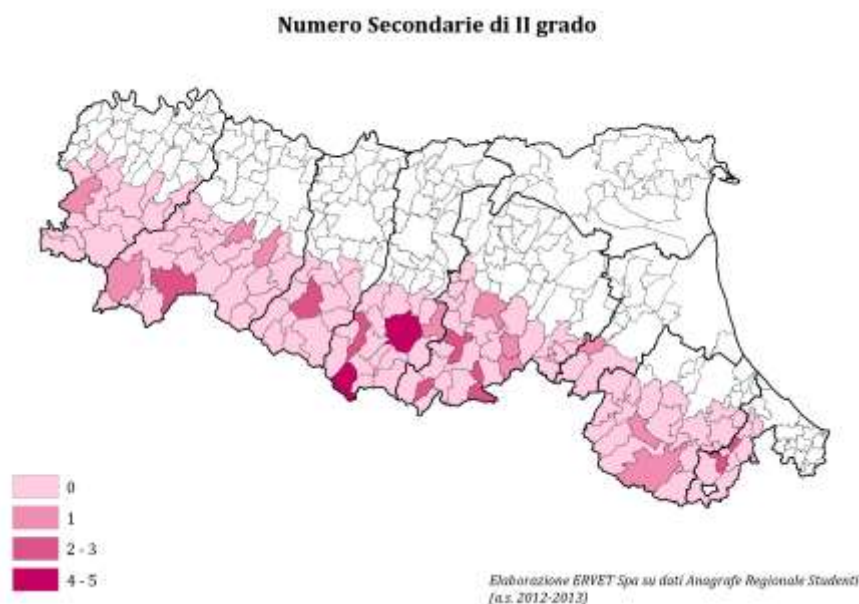 Numero Secondarie di II grado
0
1
2 - 3
4 - 5
Elaborazione ERVET Spa su dati Anagrafe Regionale Studenti
(a.s. 2012-2013)